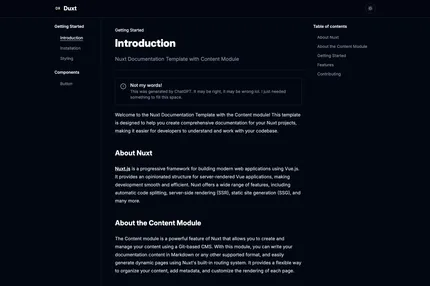 Duxt
Getting Started
Introduction
Installation
Styling
Components
Button
Getting Started
Introduction
Nuxt Documentation Template with Content Module
Not my words!
This was generated by ChatGPT. It may be right, it may be wrong lol. I just needed
something to fill this space.
Welcome to the Nuxt Documentation Template with the Content module! This template
is designed to help you create comprehensive documentation for your Nuxt projects,
making it easier for developers to understand and work with your codebase.
About Nuxt
Nuxt.js is a progressive framework for building modern web applications using Vue.js.
It provides an opinionated structure for server-rendered Vue applications, making
development smooth and efficient. Nuxt offers a wide range of features, including
automatic code splitting, server-side rendering (SSR), static site generation (SSG), and
many more.
About the Content Module
The Content module is a powerful feature of Nuxt that allows you to create and
manage your content using a Git-based CMS. With this module, you can write your
documentation content in Markdown or any other supported format, and easily
generate dynamic pages using Nuxt's built-in routing system. It provides a flexible way
to organize your content, add metadata, and customize the rendering of each page.
Table of contents
About Nuxt
About the Content Module
Getting Started
Features
Contributing